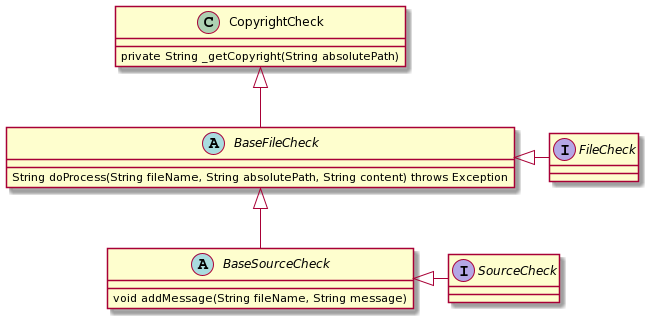 C CopyrightCheck
private String _getCopyright(String absolutePath)
A BaseFileCheck
String doProcess(String fileName, String absolutePath, String content) throws Exception
I FileCheck
A BaseSourceCheck
void addMessage(String fileName, String message)
I SourceCheck